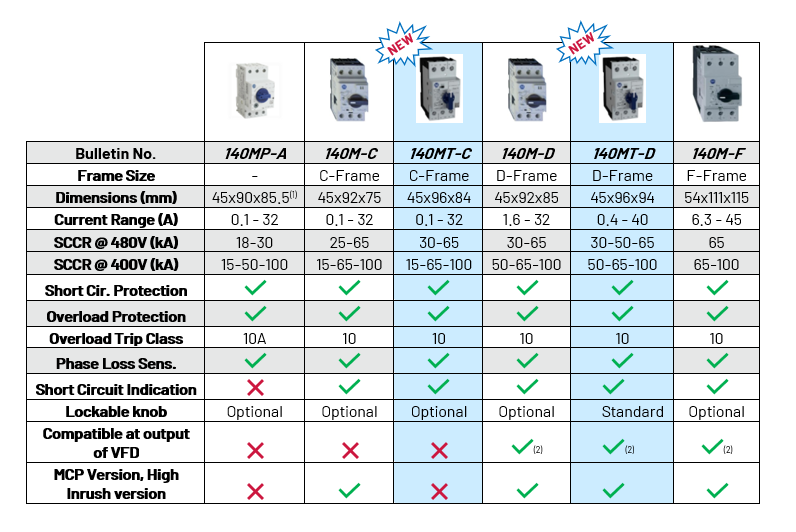 NEW NEW
Bulletin No. 140MP-A 140M-C 140MT-C 140M-D 140MT-D 140M-F
Frame Size - C-Frame C-Frame D-Frame D-Frame F-Frame
Dimensions (mm) 45x90x85.5(1) 45x92x75 45x96x84 45x92x85 45x96x94 54x111x115
Current Range (A) 0.1 - 32 0.1 - 32 0.1 - 32 1.6 - 32 0.4 - 40 6.3 - 45
SCCR @ 480V (kA) 18-30 25-65 30-65 30-65 30-50-65 65
SCCR @ 400V (kA) 15-50-100 15-65-100 15-65-100 50-65-100 50-65-100 65-100
Short Cir. Protection
Overload Protection
Overload Trip Class 10A 10 10 10 10 10
Phase Loss Sens.
Short Circuit Indication
Lockable knob Optional Optional Optional Optional Standard Optional
Compatible at output
of VFD (2) (2) (2)
MCP Version, High
Inrush version